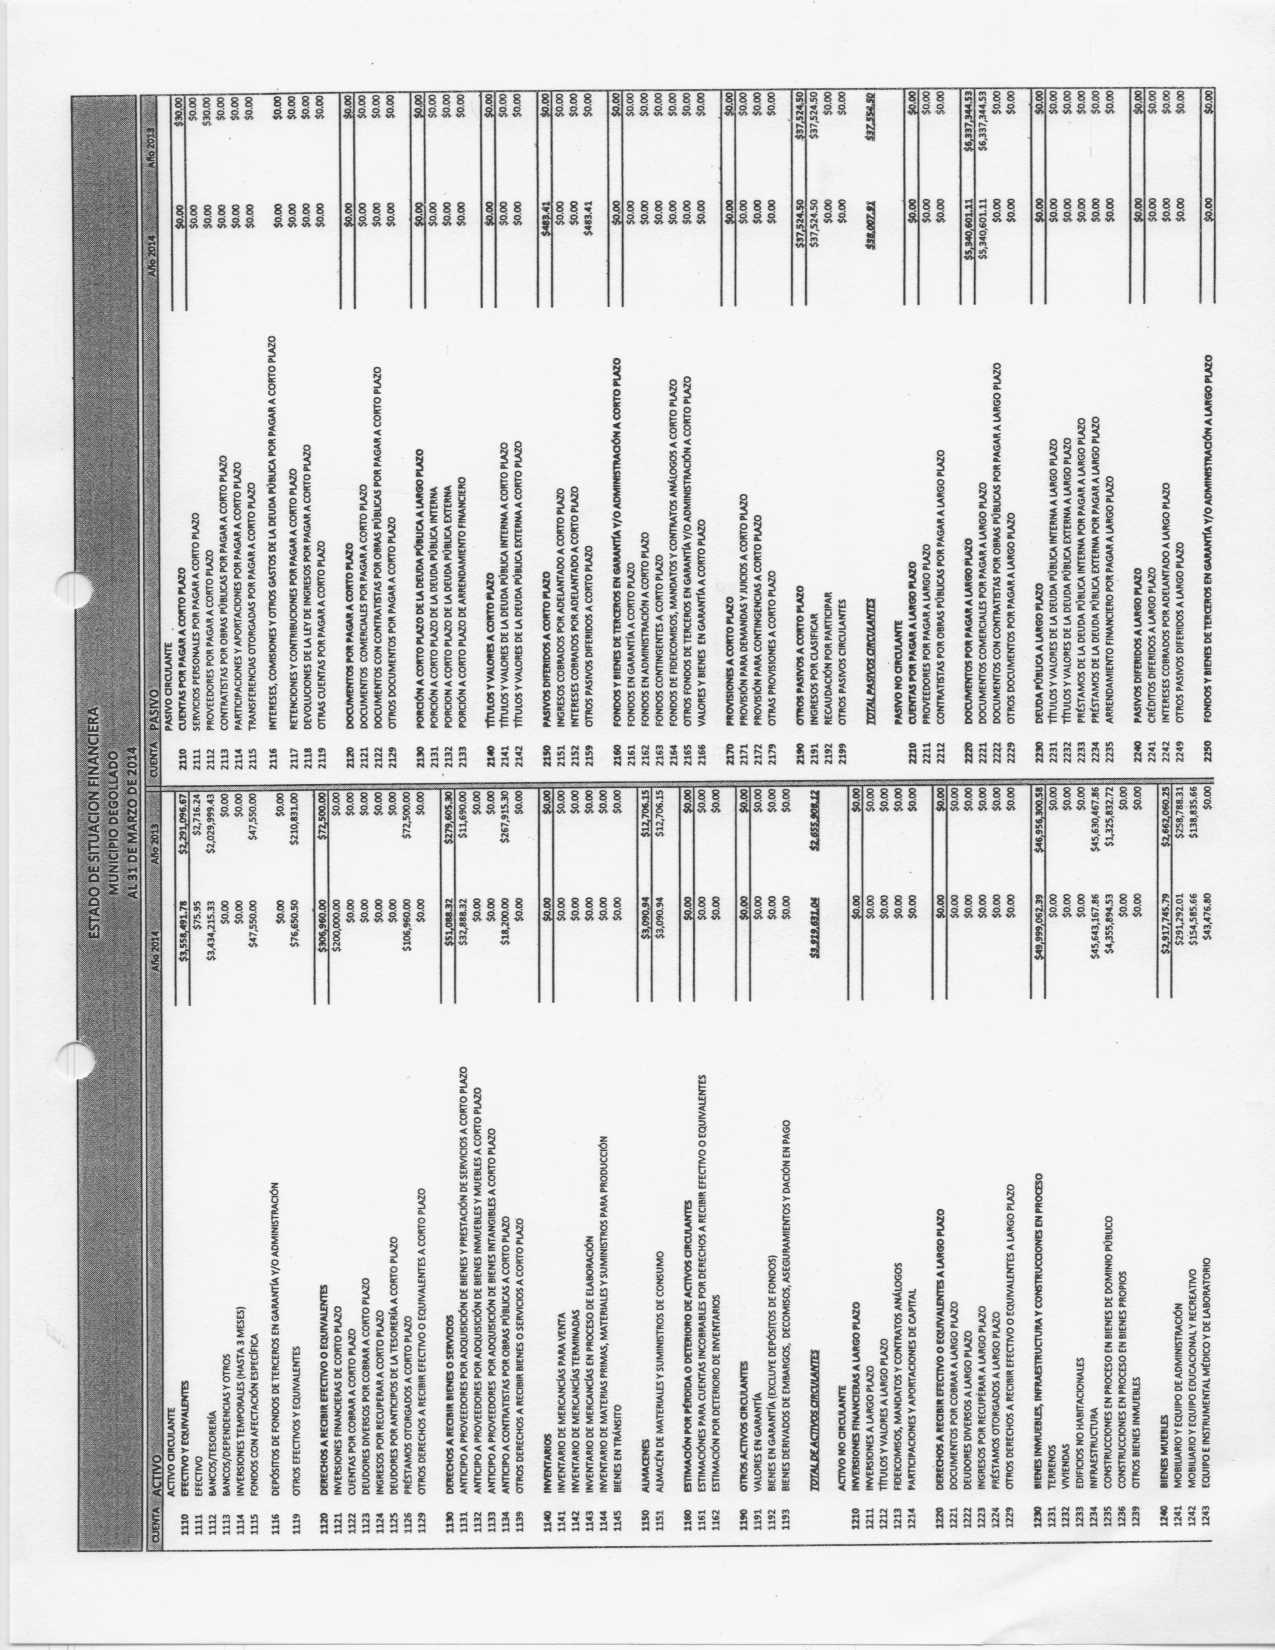 ESTADO DE SITUACION FINANCIERA
MUNICIPIO DEGOLLADO
AL 31 DE MARZO DE 2014
CUENTA ACTIVO Año 2014 Año 2013
ACTIVO CIRCULANTE
1110 EFECTIVO Y EQUIVALENTES $3,558,491.78 $2,291,096.67
1111 EFECTIVO $75.95 $2,716.24
1112 BANCOS/TESORERÍA $3,434,215.33 $2,029,999.43
1113 BANCOS/DEPENDENCIAS Y OTROS $0.00 $0.00
1114 INVERSIONES TEMPORALES (HASTA 3 MESES) $0.00 $0.00
1115 FONDOS CON AFECTACIÓN ESPECÍFICA $47,550.00 $47,550.00
1116 DEPÓSITOS DE FONDOS DE TERCEROS EN GARANTÍA Y/O ADMINISTRACIÓN $0.00 $0.00
1119 OTROS EFECTIVOS Y EQUIVALENTES $76,650.50 $210,831.00
1120 DERECHOS A RECIBIR EFECTIVO O EQUIVALENTES $306,960.00 $72,500.00
1121 INVERSIONES FINANCIERAS DE CORTO PLAZO $200,000.00 $0.00
1122 CUENTAS POR COBRAR A CORTO PLAZO $0.00 $0.00
1123 DEUDORES DIVERSOS POR COBRAR A CORTO PLAZO $0.00 $0.00
1124 INGRESOS POR RECUPERAR A CORTO PLAZO $0.00 $0.00
1125 DEUDORES POR ANTICIPOS DE LA TESORERÍA A CORTO PLAZO $0.00 $0.00
1126 PRÉSTAMOS OTORGADOS A CORTO PLAZO $106,960.00 $72,500.00
1129 OTROS DERECHOS A RECIBIR EFECTIVO O EQUIVALENTES A CORTO PLAZO $0.00 $0.00
1130 DERECHOS A RECIBIR BIENES O SERVICIOS $51,088.32 $279,605.30
1131 ANTICIPO A PROVEEDORES POR ADQUISICIÓN DE BIENES Y PRESTACIÓN DE SERVICIOS A CORTO PLAZO $32,888.32 $11,690.00
1132 ANTICIPO A PROVEEDORES POR ADQUISICIÓN DE BIENES INMUEBLES Y MUEBLES A CORTO PLAZO $0.00 $0.00
1133 ANTICIPO A PROVEEDORES POR ADQUISICIÓN DE BIENES INTANGIBLES A CORTO PLAZO $0.00 $0.00
1134 ANTICIPO A CONTRATISTAS POR OBRAS PÚBLICAS A CORTO PLAZO $18,200.00 $267,915.30
1139 OTROS DERECHOS A RECIBIR BIENES O SERVICIOS A CORTO PLAZO $0.00 $0.00
1140 INVENTARIOS $0.00 $0.00
1141 INVENTARIO DE MERCANCÍAS PARA VENTA $0.00 $0.00
1142 INVENTARIO DE MERCANCÍAS TERMINADAS $0.00 $0.00
1143 INVENTARIO DE MERCANCÍAS EN PROCESO DE ELABORACIÓN $0.00 $0.00
1144 INVENTARIO DE MATERIAS PRIMAS, MATERIALES Y SUMINISTROS PARA PRODUCCIÓN $0.00 $0.00
1145 BIENES EN TRÁNSITO $0.00 $0.00
1150 ALMACENES $3,090.94 $12,706.15
1151 ALMACÉN DE MATERIALES Y SUMINISTROS DE CONSUMO $3,090.94 $12,706.15
1160 ESTIMACIÓN POR PÉRDIDA O DETERIORO DE ACTIVOS CIRCULANTES $0.00 $0.00
1161 ESTIMACIÓNES PARA CUENTAS INCOBRABLES POR DERECHOS A RECIBIR EFECTIVO O EQUIVALENTES $0.00 $0.00
1162 ESTIMACIÓN POR DETERIORO DE INVENTARIOS $0.00 $0.00
1190 OTROS ACTIVOS CIRCULANTES $0.00 $0.00
1191 VALORES EN GARANTÍA $0.00 $0.00
1192 BIENES EN GARANTÍA (EXCLUYE DEPÓSITOS DE FONDOS) $0.00 $0.00
1193 BIENES DERIVADOS DE EMBARGOS, DECOMISOS, ASEGURAMIENTOS Y DACIÓN EN PAGO $0.00 $0.00
TOTAL DE ACTIVOS CIRCULANTES $3,919,631.04 $2,655,908.12
ACTIVO NO CIRCULANTE
1210 INVERSIONES FINANCIERAS A LARGO PLAZO $0.00 $0.00
1211 INVERSIONES A LARGO PLAZO $0.00 $0.00
1212 TÍTULOS Y VALORES A LARGO $0.00 $0.00
1213 FIDEICOMISOS, MANDATOS Y CONTRATOS ANÁLOGOS $0.00 $0.00
1214 PARTICIPACIONES Y APORTACIONES DE CAPITAL $0.00 $0.00
1220 DERECHOS A RECIBIR EFECTIVO O EQUIVALENTES A LARGO PLAZO $0.00 $0.00
1221 DOCUMENTOS POR COBRAR A LARGO PLAZO $0.00 $0.00
1222 DEUDORES DIVERSOS A LARGO PLAZO $0.00 $0.00
1223 INGRESOS POR RECUPERAR A LARGO PLAZO $0.00 $0.00
1224 PRÉSTAMOS OTORGADOS A LARGO PLAZO $0.00 $0.00
1229 OTROS DERECHOS A RECIBIR EFECTIVO O EQUIVALENTES A LARGO PLAZO $0.00 $0.00
1230 BIENES INMUEBLES, INFRAESTRUCTURA Y CONSTRUCCIONES EN PROCESO $49,999,062.39 $46,956,300.58
1231 TERRENOS $0.00 $0.00
1232 VIVIENDAS $0.00 $0.00
1233 EDIFICIOS NO HABITACIONALES $0.00 $0.00
1234 INFRAESTRUCTURA $45,643,167.86 $45,630,467.86
1235 CONSTRUCCIONES EN PROCESO EN BIENES DE DOMINIO PÚBLICO $4,355,894.53 $1,325,832.72
1236 CONSTRUCCIONES EN PROCESO EN BIENES PROPIOS $0.00 $0.00
1239 OTROS BIENES INMUEBLES $0.00 $0.00
1240 BIENES MUEBLES $2,917,745.79 $2,662,060.25
1241 MOBILIARIO Y EQUIPO DE ADMINISTRACIÓN $291,292.01 $258,788.31
1242 MOBILIARIO Y EQUIPO EDUCACIONAL Y RECREATIVO $154,585.66 $138,835.66
1243 EQUIPO E INSTRUMENTAL MÉDICO Y DE LABORATORIO $43,476.80 $0.00
CUENTA PASIVO Año 2014 Año 2013
PASIVO CIRCULANTE
2110 CUENTAS POR PAGAR A CORTO PLAZO $0.00 $30.00
2111 SERVICIOS PERSONALES POR PAGAR A CORTO PLAZO $0.00 $0.00
2112 PROVEEDORES POR PAGAR A CORTO PLAZO $0.00 $30.00
2113 CONTRATISTAS POR OBRAS PÚBLICAS POR PAGAR A CORTO PLAZO $0.00 $0.00
2114 PARTICIPACIONES Y APORTACIONES POR PAGAR A CORTO PLAZO $0.00 $0.00
2115 TRANSFERENCIAS OTORGADAS POR PAGAR A CORTO PLAZO $0.00 $0.00
2116 INTERESES, COMISIONES Y OTROS GASTOS DE LA DEUDA PÚBLICA POR PAGAR A CORTO PLAZO $0.00 $0.00
2117 RETENCIONES Y CONTRIBUCIONES POR PAGAR A CORTO PLAZO $0.00 $0.00
2118 DEVOLUCIONES DE LA LEY DE INGRESOS POR PAGAR A CORTO PLAZO $0.00 $0.00
2119 OTRAS CUENTAS POR PAGAR A CORTO PLAZO $0.00 $0.00
2120 DOCUMENTOS POR PAGAR A CORTO PLAZO $0.00 $0.00
2121 DOCUMENTOS COMERCIALES POR PAGAR A CORTO PLAZO $0.00 $0.00
2122 DOCUMENTOS CON CONTRATISTAS POR OBRAS PÚBLICAS POR PAGAR A CORTO PLAZO $0.00 $0.00
2129 OTROS DOCUMENTOS POR PAGAR A CORTO PLAZO $0.00 $0.00
2130 PORCIÓN A CORTO PLAZO DE LA DEUDA PÚBLICA A LARGO PLAZO $0.00 $0.00
2131 PORCIÓN A CORTO PLAZO DE LA DEUDA PÚBLICA INTERNA $0.00 $0.00
2132 PORCION A CORTO PLAZO DE LA DEUDA PÚBLICA EXTERNA $0.00 $0.00
2133 PORCIÓN A CORTO PLAZO DE ARRENDAMIENTO FINANCIERO $0.00 $0.00
2140 TÍTULOS Y VALORES A CORTO PLAZO $0.00 $0.00
2141 TÍTULOS Y VALORES DE LA DEUDA PÚBLICA INTERNA A CORTO PLAZO $0.00 $0.00
2142 TÍTULOS Y VALORES DE LA DEUDA PÚBLICA EXTERNA A CORTO PLAZO $0.00 $0.00
2150 PASIVOS DIFERIDOS A CORTO PLAZO $483.41 $0.00
2151 INGRESOS COBRADOS POR ADELANTADO A CORTO PLAZO $0.00 $0.00
2152 INTERESES COBRADOS POR ADELANTADO A CORTO PLAZO $0.00 $0.00
2159 OTROS PASIVOS DIFERIDOS A CORTO PLAZO $483.41 $0.00
2160 FONDOS Y BIENES DE TERCEROS EN GARANTÍA Y/O ADMINISTRACIÓN A CORTO PLAZO $0.00 $0.00
2161 FONDOS EN GARANTÍA A CORTO PLAZO $0.00 $0.00
2162 FONDOS EN ADMINISTRACIÓN A CORTO PLAZO $0.00 $0.00
2163 FONDOS CONTINGENTES A CORTO PLAZO $0.00 $0.00
2164 FONDOS DE FIDEICOMISOS, MANDATOS Y CONTRATOS ANÁLOGOS A CORTO PLAZO $0.00 $0.00
2165 OTROS FONDOS DE TERCEROS EN GARANTÍA Y/O ADMINISTRACIÓN A CORTO PLAZO $0.00 $0.00
2166 VALORES Y BIENES EN GARANTÍA A CORTO PLAZO $0.00 $0.00
2170 PROVISIONES A CORTO PLAZO $0.00 $0.00
2171 PROVISIÓN PARA DEMANDAS Y JUICIOS A CORTO PLAZO $0.00 $0.00
2172 PROVISIÓN PARA CONTINGENCIAS A CORTO PLAZO $0.00 $0.00
2179 OTRAS PROVISIONES A CORTO PLAZO $0.00 $0.00
2190 OTROS PASIVOS A CORTO PLAZO $37,524.50 $37,524.50
2191 INGRESOS POR CLASIFICAR $37,524.50 $37,524.50
2192 RECAUDACIÓN POR PARTICIPAR $0.00 $0.00
2199 OTROS PASIVOS CIRCULANTES $0.00 $0.00
TOTAL PASIVOS CIRCULANTES $38,007.91 $37,554.50
PASIVO NO CIRCULANTE
2210 CUENTAS POR PAGAR A LARGO PLAZO $0.00 $0.00
2211 PROVEEDORES POR PAGAR A LARGO PLAZO $0.00 $0.00
2212 CONTRATISTAS POR OBRAS PÚBLICAS POR PAGAR A LARGO PLAZO $0.00 $0.00
2220 DOCUMENTOS POR PAGAR A LARGO PLAZO $5,340,601.11 $6,337,344.53
2221 DOCUMENTOS COMERCIALES POR PAGAR A LARGO PLAZO $5,340,601.11 $6,337,344.53
2222 DOCUMENTOS CON CONTRATISTAS POR OBRAS PÚBLICAS POR PAGAR A LARGO PLAZO $0.00 $0.00
2229 OTROS DOCUMENTOS POR PAGAR A LARGO PLAZO $0.00 $0.00
2230 DEUDA PÚBLICA A LARGO PLAZO $0.00 $0.00
2231 TÍTULOS Y VALORES DE LA DEUDA PÚBLICA INTERNA A LARGO PLAZO $0.00 $0.00
2232 TÍTULOS Y VALORES DE LA DEUDA PÚBLICA EXTERNA A LARGO PLAZO $0.00 $0.00
2233 PRÉSTAMOS DE LA DEUDA PÚBLICA INTERNA POR PAGAR A LARGO PLAZO $0.00 $0.00
2234 PRÉSTAMOS DE LA DEUDA PÚBLICA EXTERNA POR PAGAR A LARGO PLAZO $0.00 $0.00
2235 ARRENDAMIENTO FINANCIERO POR PAGAR A LARGO PLAZO $0.00 $0.00
2240 PASIVOS DIFERIDOS A LARGO PLAZO $0.00 $0.00
2241 CRÉDITOS DIFERIDOS A LARGO PLAZO $0.00 $0.00
2242 INTERESES COBRADOS POR ADELANTADO A LARGO PLAZO $0.00 $0.00
2249 OTROS PASIVOS DIFERIDOS A LARGO PLAZO $0.00 $0.00
2250 FONDOS Y BIENES DE TERCEROS EN GARANTÍA Y/O ADMINISTRACIÓN A LARGO PLAZO $0.00 $0.00